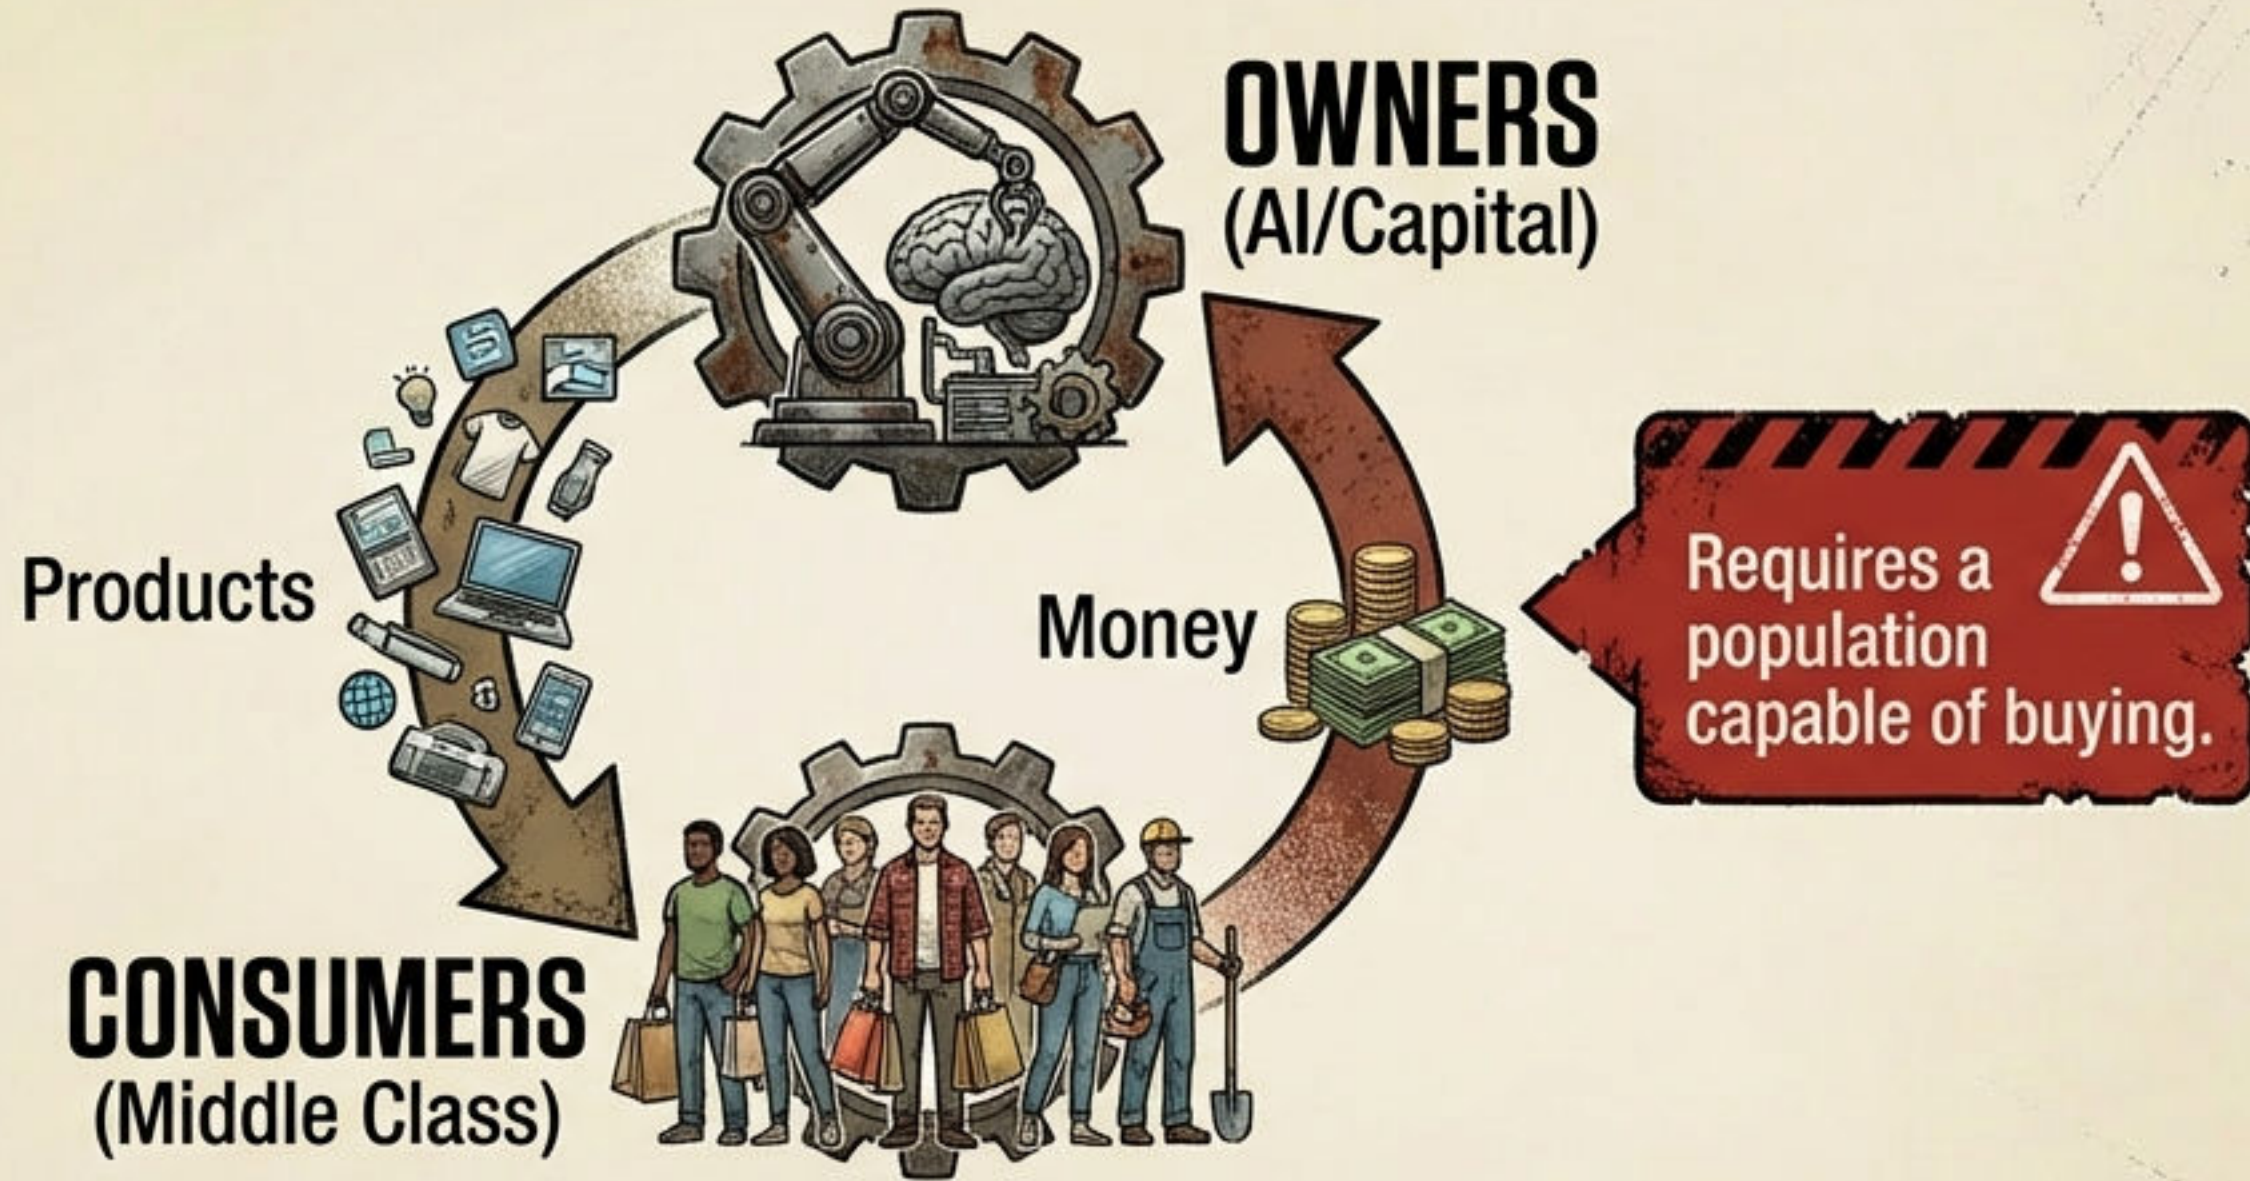 OWNERS
(AI/Capital)
Products
Money
Requires a
population
capable of buying.
CONSUMERS
(Middle Class)